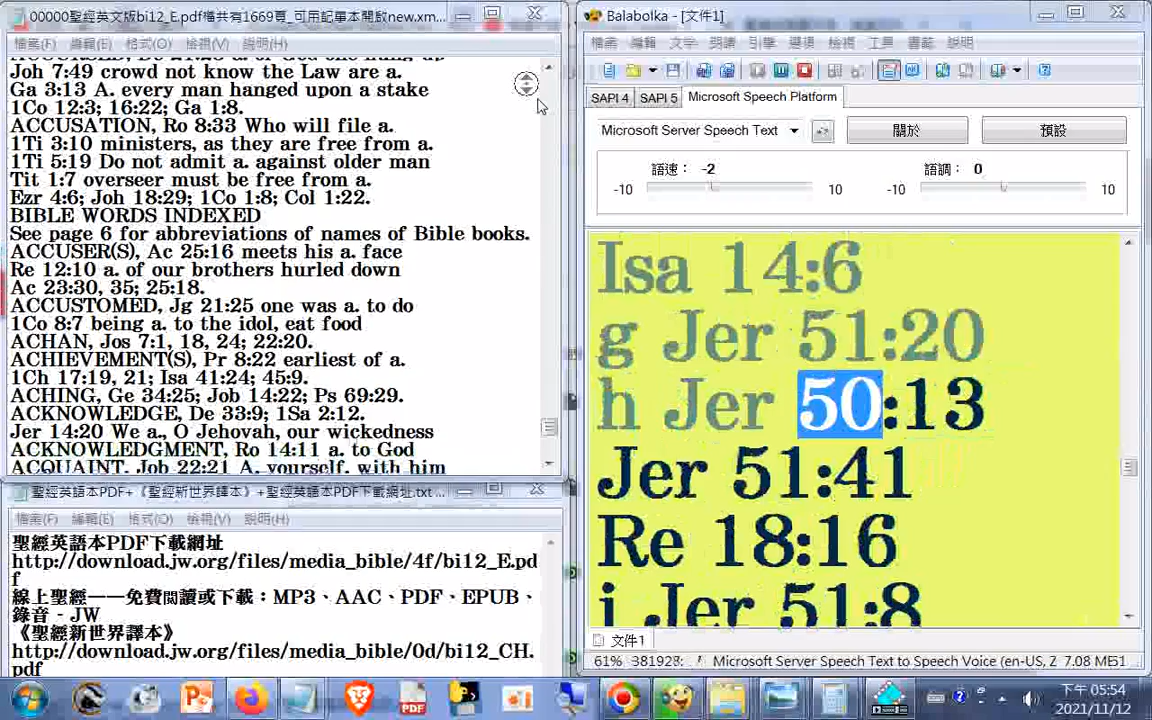 00000聖經英文版bi12_E.pdf檔共有1669頁_可用記事本開啟new.xm...
檔案(F) 編輯(E) 格式(O) 檢視(V) 說明(H)
Joh 7:49 crowd not know the Law are a.
Ga 3:13 A. every man hanged upon a stake
1Co 12:3; 16:22; Ga 1:8.
ACCUSATION, Ro 8:33 Who will file a.
1Ti 3:10 ministers, as they are free from a.
1Ti 5:19 Do not admit a. against older man
Tit 1:7 overseer must be free from a.
Ezr 4:6; Joh 18:29; 1Co 1:8; Col 1:22.
BIBLE WORDS INDEXED
See page 6 for abbreviations of names of Bible books.
ACCUSER(S), Ac 25:16 meets his a. face
Re 12:10 a. of our brothers hurled down
Ac 23:30, 35; 25:18.
ACCUSTOMED, Jg 21:25 one was a. to do
1Co 8:7 being a. to the idol, eat food
ACHAN, Jos 7:1, 18, 24; 22:20.
ACHIEVEMENT(S), Pr 8:22 earliest of a.
1Ch 17:19, 21; Isa 41:24; 45:9.
ACHING, Ge 34:25; Job 14:22; Ps 69:29.
ACKNOWLEDGE, De 33:9; 1Sa 2:12.
Jer 14:20 We a., O Jehovah, our wickedness
ACKNOWLEDGMENT, Ro 14:11 a. to God
ACQUAINT, Job 22:21 A. yourself, with him
聖經英語本PDF+《聖經新世界譯本》+聖經英語本PDF下載網址.txt ...
檔案(F) 編輯(E) 格式(O) 檢視(V) 說明(H)
聖經英語本PDF下載網址
http://download.jw.org/files/media_bible/4f/bi12_E.pd
f
線上聖經——免費閱讀或下載：MP3、AAC、PDF、EPUB、
錄音 - JW
《聖經新世界譯本》
http://download.jw.org/files/media_bible/0d/bi12_CH.
pdf
Balabolka - [文件1]
檔案 編輯 文字 朗讀 引擎 選項 檢視 工具 書籤 說明
SAPI 4 SAPI 5 Microsoft Speech Platform
Microsoft Server Speech Text 關於 預設
語速： -2 語調： 0
-10 10 -10 10
Isa 14:6
g Jer 51:20
h Jer 50:13
Jer 51:41
Re 18:16
i Jer 51:8
文件1
61% 381928: Microsoft Server Speech Text to Speech Voice (en-US, Z 7.08 MB
PDF
下午 05:54
2021/11/12